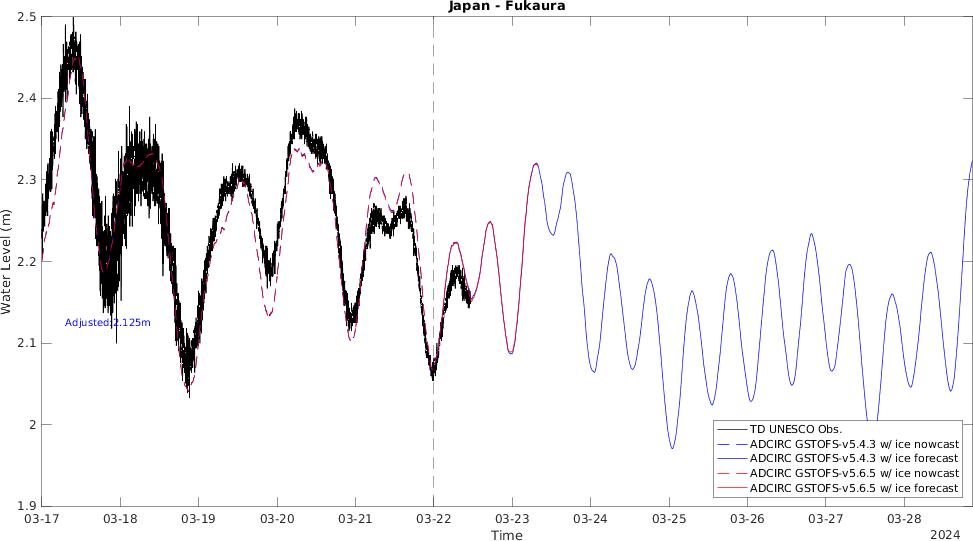 Japan - Fukaura
2.5
2.4
2.3
2.2
2.1
2
1.9
Water Level (m)
Adjusted:2.125m
TD UNESCO Obs.
ADCIRC GSTOFS-v5.4.3 w/ ice nowcast
ADCIRC GSTOFS-v5.4.3 w/ ice forecast
ADCIRC GSTOFS-v5.6.5 w/ ice nowcast
ADCIRC GSTOFS-v5.6.5 w/ ice forecast
03-17 03-18 03-19 03-20 03-21 03-22 03-23 03-24 03-25 03-26 03-27 03-28
Time
2024